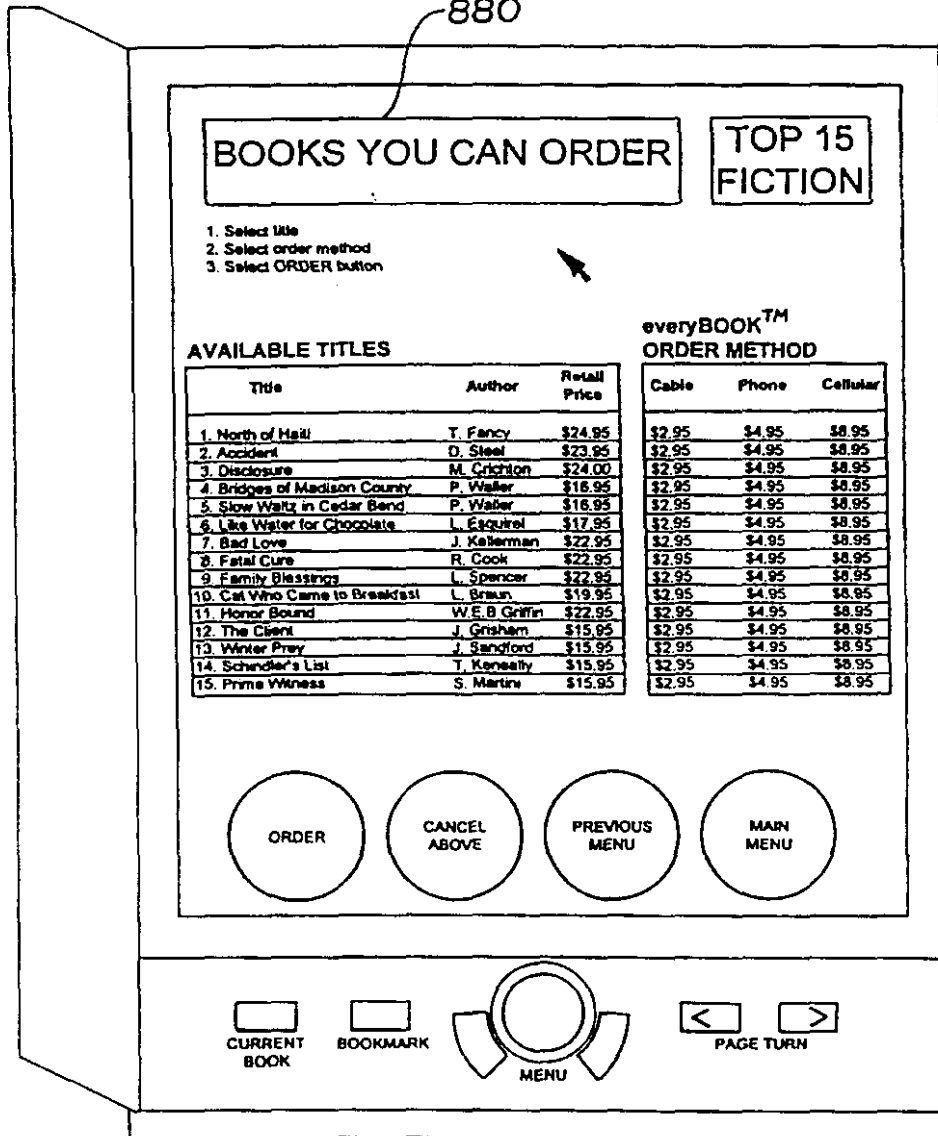 880
BOOKS YOU CAN ORDER
TOP 15
FICTION
1. Select title
2. Select order method
3. Select ORDER button
AVAILABLE TITLES
everyBOOK™
ORDER METHOD
Title Author Retail Price Cable Phone Cellular
1. North of Haiti T. Fancy $24.95 $2.95 $4.95 $8.95
2. Accident D. Steel $23.95 $2.95 $4.95 $8.95
3. Disclosure M. Crichton $24.00 $2.95 $4.95 $8.95
4. Bridges of Madison County P. Waller $16.95 $2.95 $4.95 $8.95
5. Slow Waltz in Cedar Bend P. Waller $16.95 $2.95 $4.95 $8.95
6. Like Water for Chocolate L. Esquirel $17.95 $2.95 $4.95 $8.95
7. Bad Love J. Kellerman $22.95 $2.95 $4.95 $8.95
8. Fatal Cure R. Cook $22.95 $2.95 $4.95 $8.95
9. Family Blessings L. Spencer $22.95 $2.95 $4.95 $8.95
10. Cat Who Came to Breakfast L. Braun $19.95 $2.95 $4.95 $8.95
11. Honor Bound W.E.B Griffin $22.95 $2.95 $4.95 $8.95
12. The Client J. Grisham $15.95 $2.95 $4.95 $8.95
13. Winter Prey J. Sandford $15.95 $2.95 $4.95 $8.95
14. Schindler's List T. Keneally $15.95 $2.95 $4.95 $8.95
15. Prime Witness S. Martini $15.95 $2.95 $4.95 $8.95
ORDER
CANCEL
ABOVE
PREVIOUS
MENU
MAIN
MENU
CURRENT
BOOK
BOOKMARK
MENU
< >
PAGE TURN